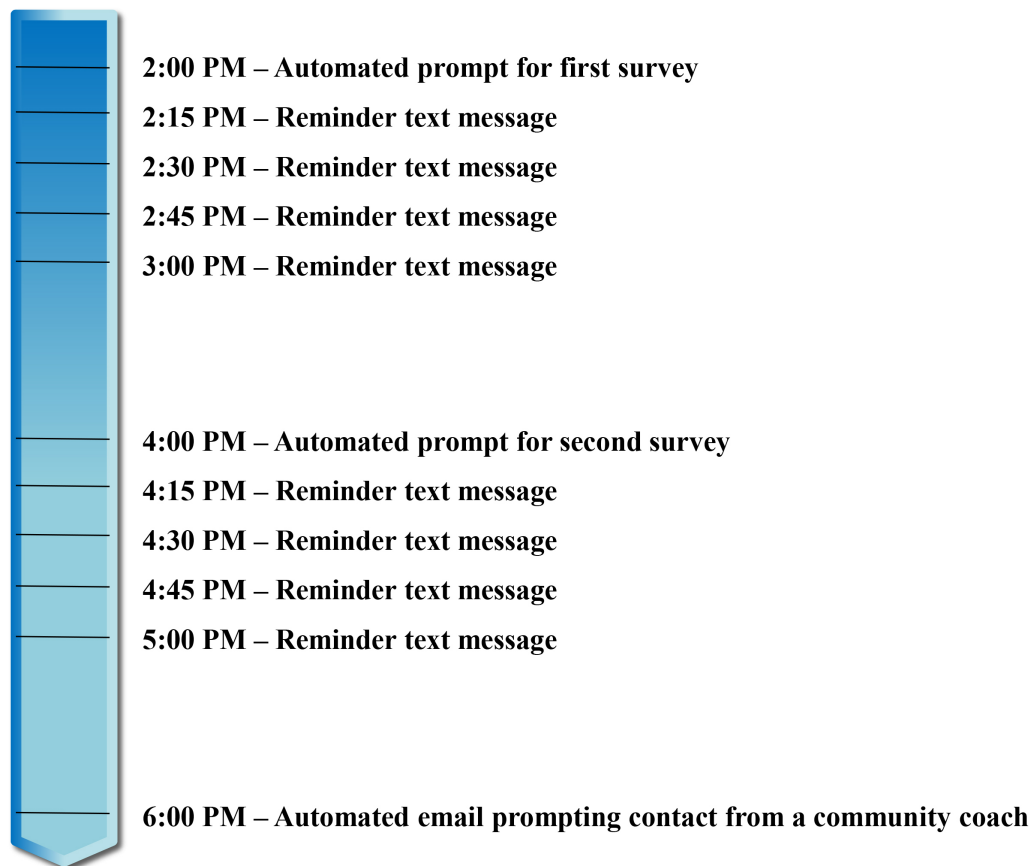 2:00 PM – Automated prompt for first survey
2:15 PM – Reminder text message
2:30 PM – Reminder text message
2:45 PM – Reminder text message
3:00 PM – Reminder text message
4:00 PM – Automated prompt for second survey
4:15 PM – Reminder text message
4:30 PM – Reminder text message
4:45 PM – Reminder text message
5:00 PM – Reminder text message
6:00 PM – Automated email prompting contact from a community coach